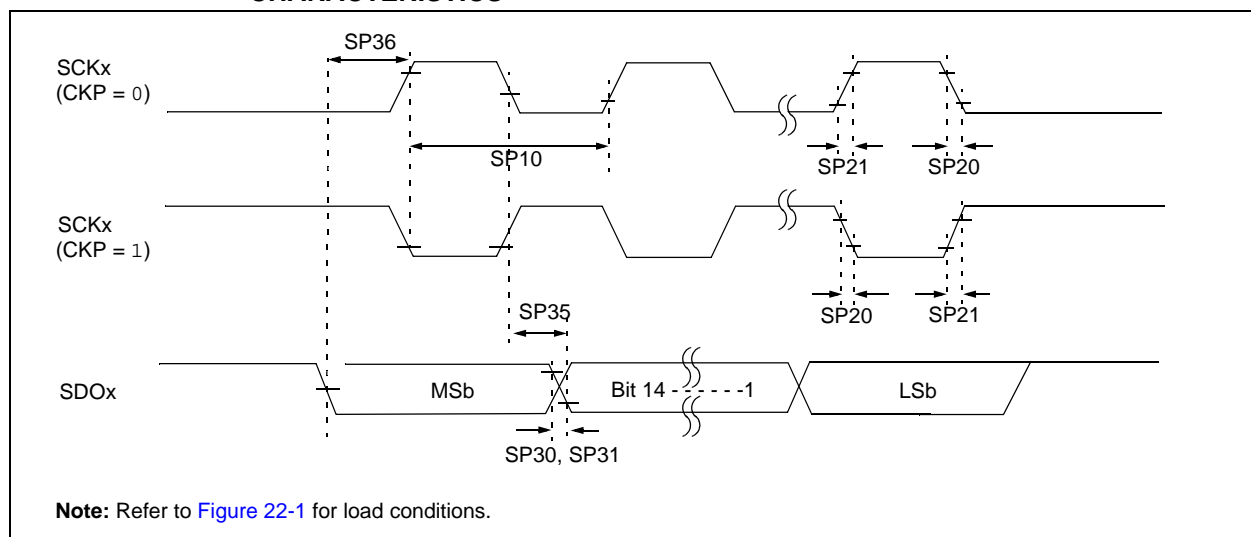 CHARACTERISTICS
SP36
SCKx
(CKP = 0)
SP10
SP21
SP20
SCKx
(CKP = 1)
SP35
SP20
SP21
SDOx
MSb
Bit 14 - - - - - -1
LSb
SP30, SP31
Note: Refer to Figure 22-1 for load conditions.